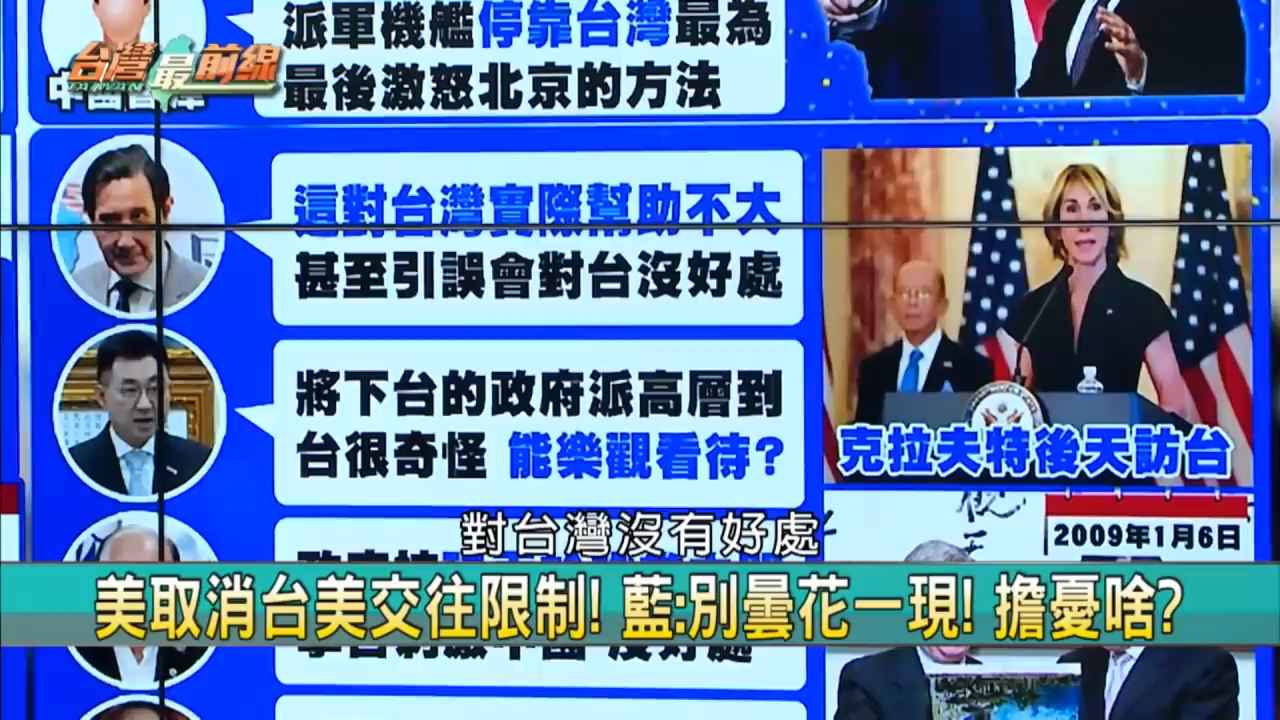 台灣最前線
TAIWAN
派軍機艦停靠台灣最為
最後激怒北京的方法
這對台灣實際幫助不大
甚至引誤會對台沒好處
將下台的政府派高層到
台很奇怪 能樂觀看待?
克拉夫特後天訪台
2009年1月6日
對台灣沒有好處
美取消台美交往限制! 藍:別曇花一現! 擔憂啥?